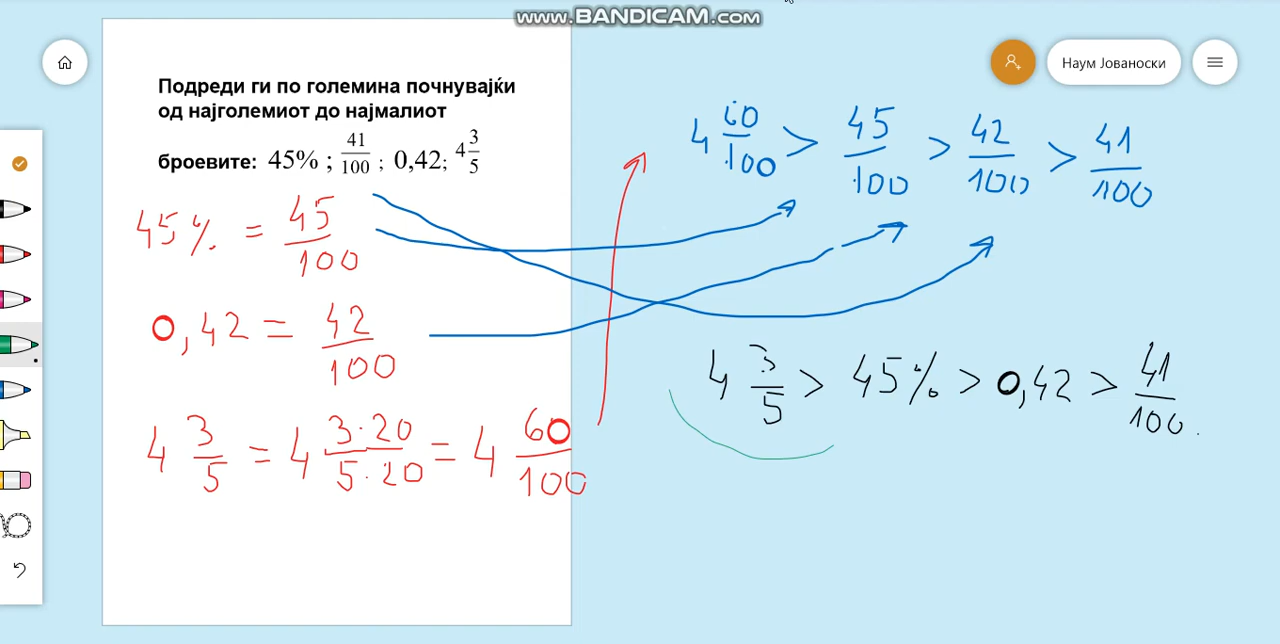 www.BANDICAM.com
Наум Јованоски
Подреди ги по големина почнувајќи
од најголемиот до најмалиот
броевите: 45% ; 41/100 ; 0,42; 4 3/5
45% = 45/100
0,42 = 42/100
4 3/5 = 4 3·20/5·20 = 4 60/100
4 60/100 > 45/100 > 42/100 > 41/100
4 3/5 > 45% > 0,42 > 41/100.